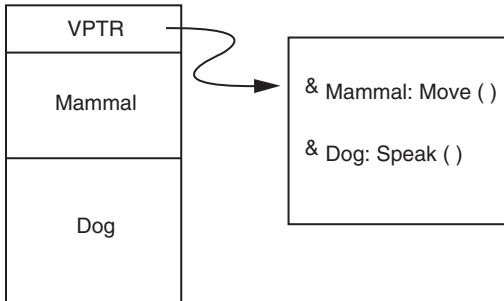 VPTR
Mammal
Dog
& Mammal: Move ( )
& Dog: Speak ( )